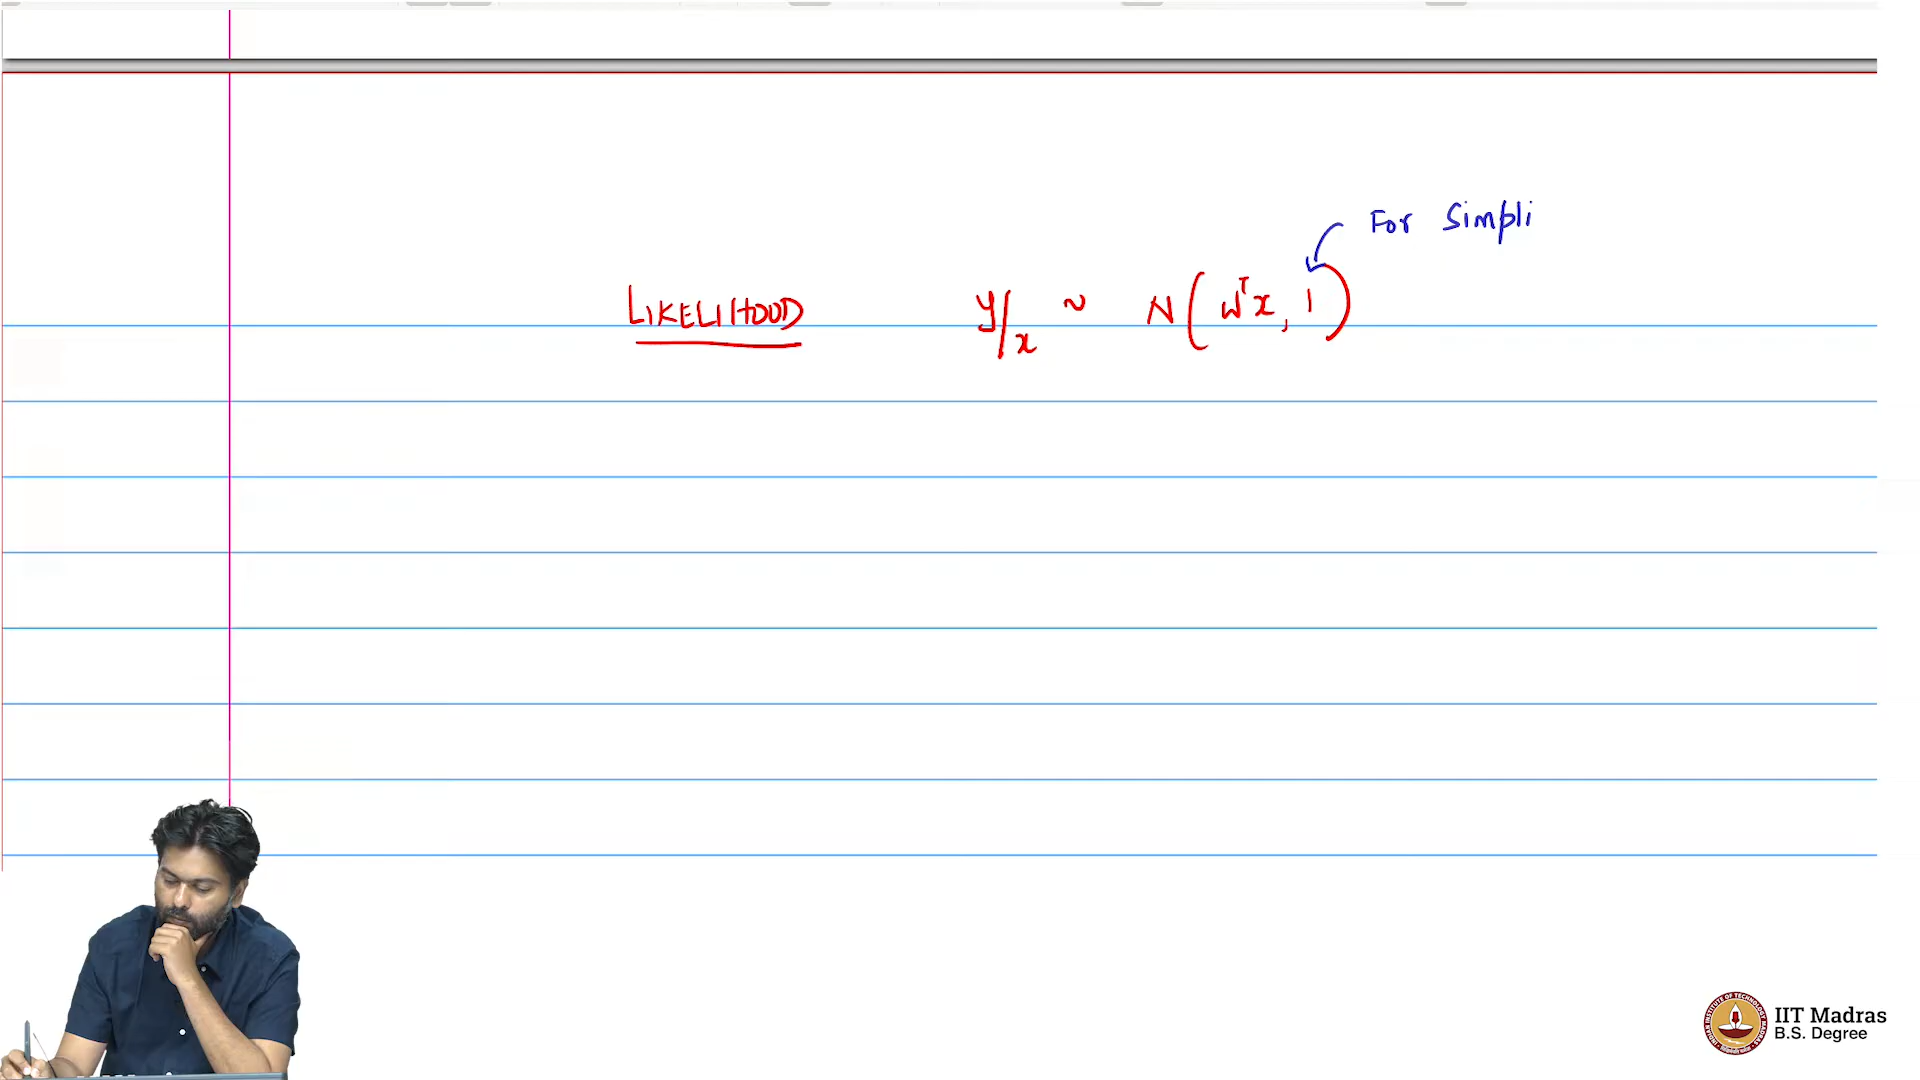 For Simpli
LIKELIHOOD y/x ~ N(wᵀx, 1)
IIT Madras
B.S. Degree